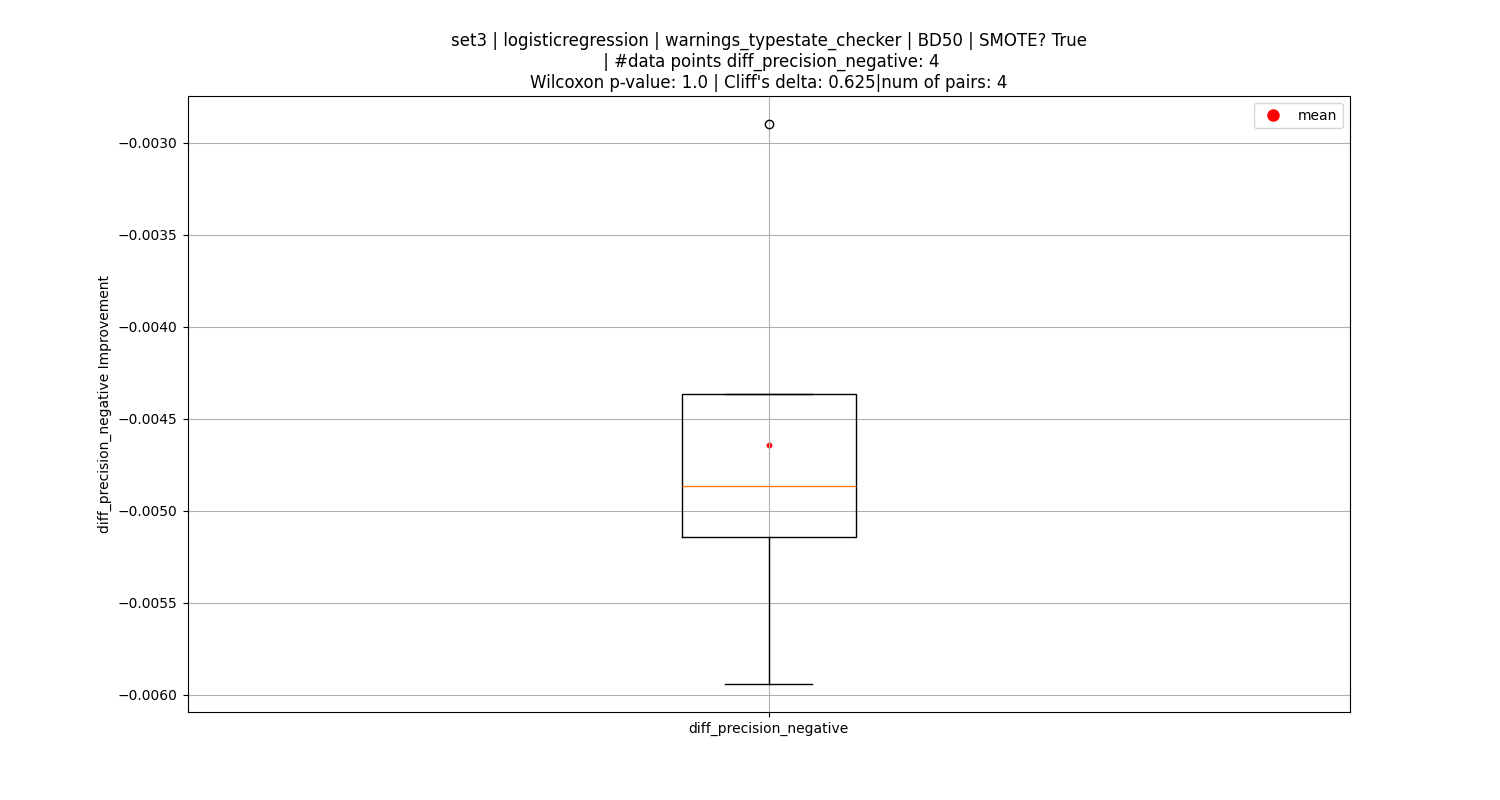 set3 | logisticregression | warnings_typestate_checker | BD50 | SMOTE? True
| #data points diff_precision_negative: 4
Wilcoxon p-value: 1.0 | Cliff's delta: 0.625|num of pairs: 4
mean
−0.0030
−0.0035
−0.0040
−0.0045
−0.0050
−0.0055
−0.0060
diff_precision_negative Improvement
diff_precision_negative